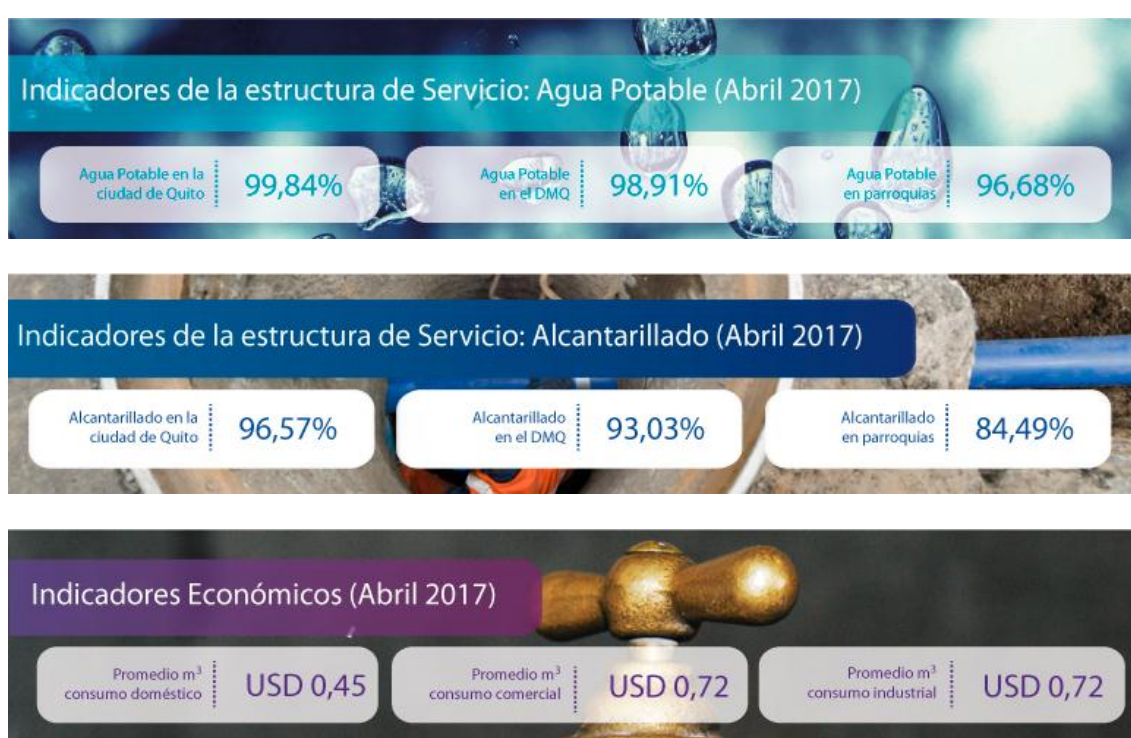 Indicadores de la estructura de Servicio: Agua Potable (Abril 2017)
Agua Potable en la
ciudad de Quito
99,84%
Agua Potable
en el DMQ
98,91%
Agua Potable
en parroquias
96,68%
Indicadores de la estructura de Servicio: Alcantarillado (Abril 2017)
Alcantarillado en la
ciudad de Quito
96,57%
Alcantarillado
en el DMQ
93,03%
Alcantarillado
en parroquias
84,49%
Indicadores Económicos (Abril 2017)
Promedio m³
consumo doméstico
USD 0,45
Promedio m³
consumo comercial
USD 0,72
Promedio m³
consumo industrial
USD 0,72